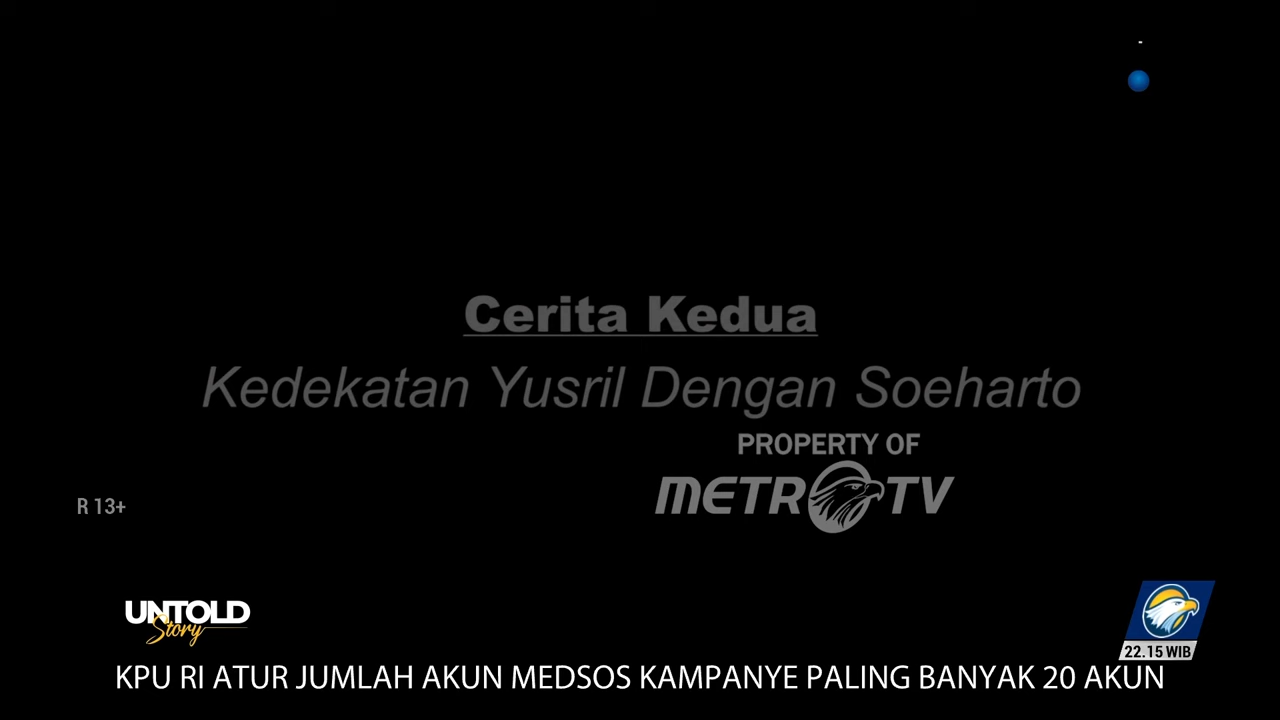 Cerita Kedua
Kedekatan Yusril Dengan Soeharto
PROPERTY OF
METRO TV
R 13+
UNTOLD
Story
22.15 WIB
KPU RI ATUR JUMLAH AKUN MEDSOS KAMPANYE PALING BANYAK 20 AKUN